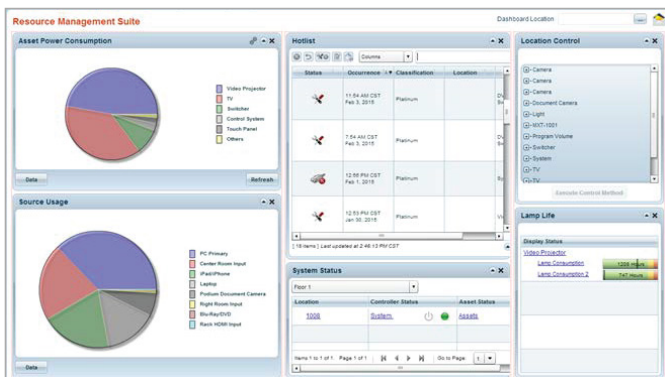 Resource Management Suite
Dashboard Location
Asset Power Consumption
Video Projector
TV
Switcher
Control System
Touch Panel
Others
Data
Refresh
Source Usage
PC Primary
Center Room Input
iPad/iPhone
Laptop
Podium Document Camera
Right Room Input
Blu-Ray/DVD
Rack HDMI Input
Data
Hotlist
Columns
Status Occurrence Classification Location
11:54 AM CST
Feb 3, 2015
Platinum
7:54 AM CST
Feb 3, 2015
Platinum
12:58 PM CST
Feb 1, 2015
Platinum
12:53 PM CST
Jan 30, 2015
Platinum
Last updated at 2:46:13 PM CST
System Status
Floor 1
Location Controller Status Asset Status
1008 System Assets
Items 1 to 1 of 1 Page 1 of 1 Go to Page: 1
Location Control
Camera
Camera
Camera
Document Camera
Light
NXT-1001
Program Volume
Switcher
System
TV
TV
Execute Control Method
Lamp Life
Display Status
Video Projector
Lamp Consumption
Lamp Consumption 2 747 Hours